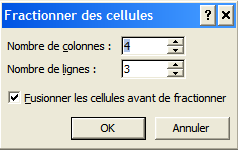 Fractionner des cellules
Nombre de colonnes : 4
Nombre de lignes : 3
Fusionner les cellules avant de fractionner
OK Annuler